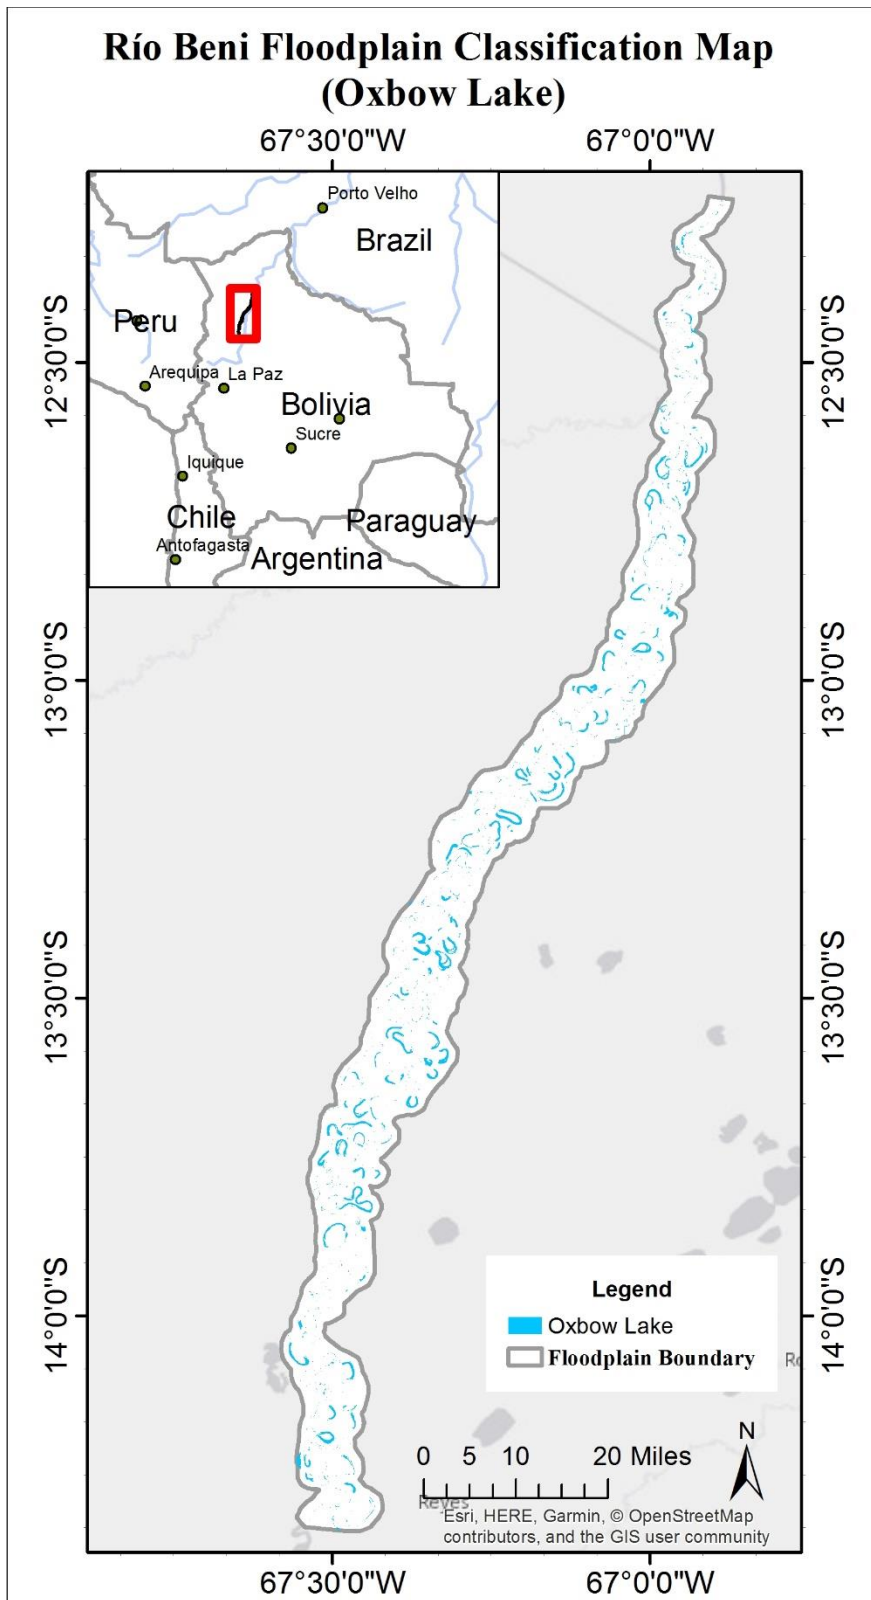 Río Beni Floodplain Classification Map
(Oxbow Lake)
67°30'0"W
67°0'0"W
Porto Velho
Brazil
Peru
Arequipa
La Paz
Bolivia
Sucre
Iquique
Chile
Paraguay
Antofagasta
Argentina
12°30'0"S
12°30'0"S
13°0'0"S
13°0'0"S
13°30'0"S
13°30'0"S
14°0'0"S
14°0'0"S
Legend
Oxbow Lake
Floodplain Boundary
N
0 5 10 20 Miles
Reyes
Esri, HERE, Garmin, © OpenStreetMap
contributors, and the GIS user community
67°30'0"W
67°0'0"W